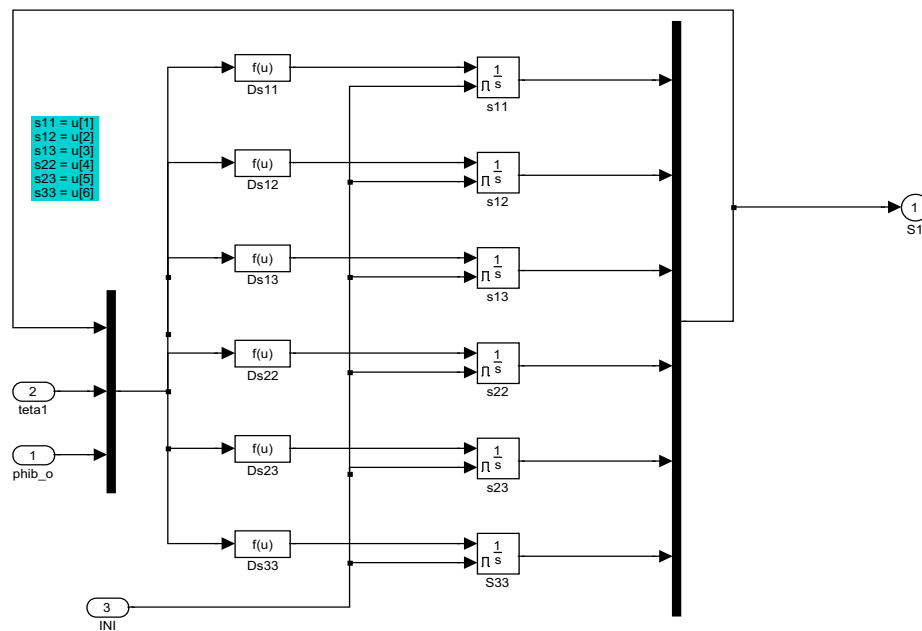 f(u)
Ds11
1
s
s11
s11 = u[1]
s12 = u[2]
s13 = u[3]
s22 = u[4]
s23 = u[5]
s33 = u[6]
f(u)
Ds12
1
s
s12
1
S1
f(u)
Ds13
1
s
s13
f(u)
Ds22
1
s
s22
2
teta1
f(u)
Ds23
1
s
s23
1
phib_o
f(u)
Ds33
1
s
S33
3
INI